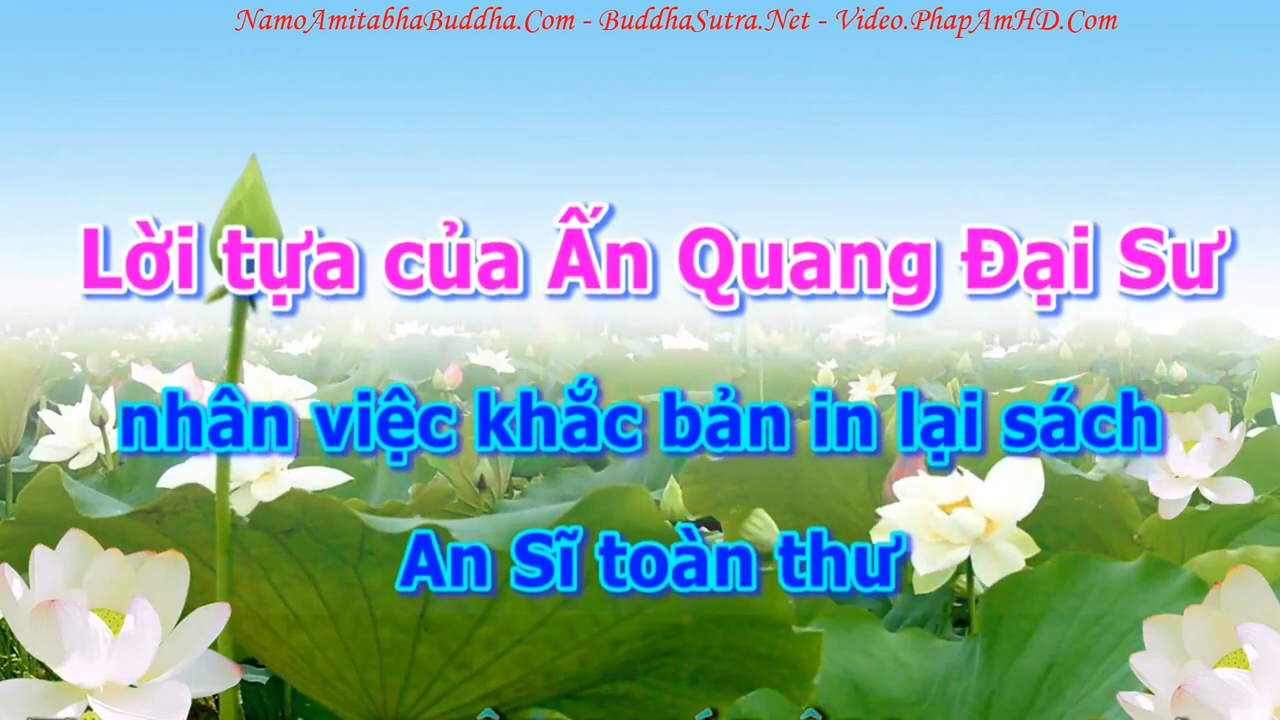 NamoAmitabhaBuddha.Com - BuddhaSutra.Net - Video.PhapAmHD.Com
Lời tựa của Ấn Quang Đại Sư
nhân việc khắc bản in lại sách
An Sĩ toàn thư